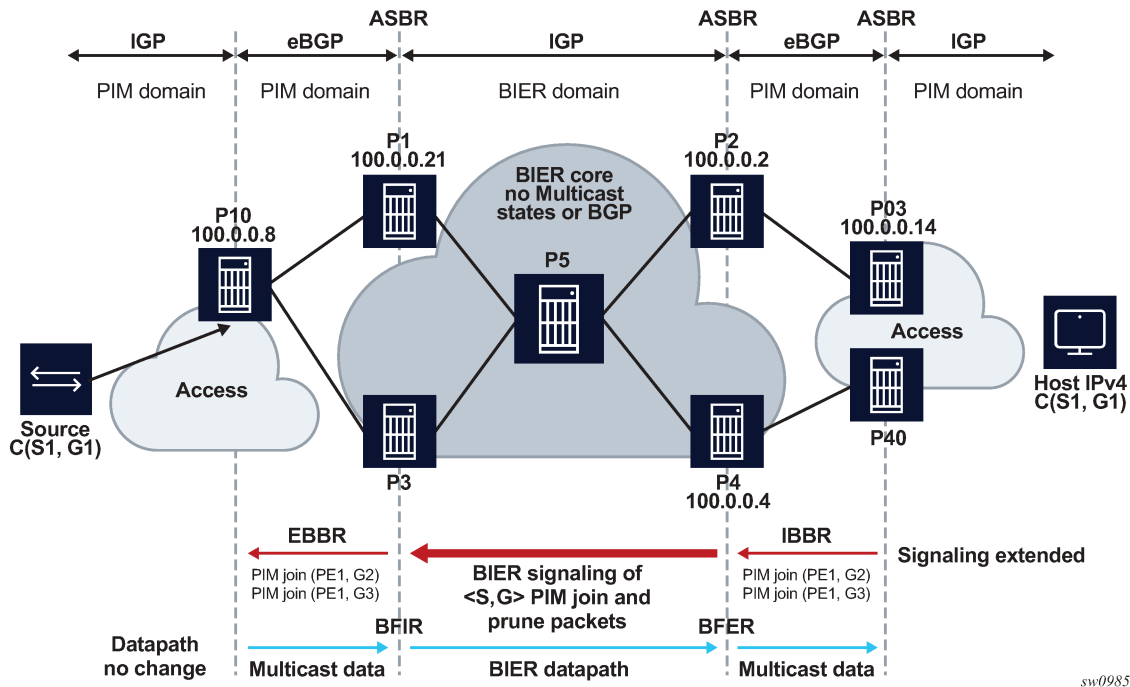 ASBR
ASBR
ASBR
IGP
eBGP
IGP
eBGP
IGP
PIM domain
PIM domain
BIER domain
PIM domain
PIM domain
P1
100.0.0.21
P2
100.0.0.2
BIER core
no Multicast
states or BGP
P10
100.0.0.8
P03
100.0.0.14
P5
Access
Access
Source
C(S1, G1)
Host IPv4
C(S1, G1)
P3
P4
100.0.0.4
P40
EBBR
IBBR
Signaling extended
PIM join (PE1, G2)
PIM join (PE1, G3)
BIER signaling of
<S,G> PIM join and
prune packets
PIM join (PE1, G2)
PIM join (PE1, G3)
BFIR
BFER
Datapath
no change
Multicast data
BIER datapath
Multicast data
sw0985